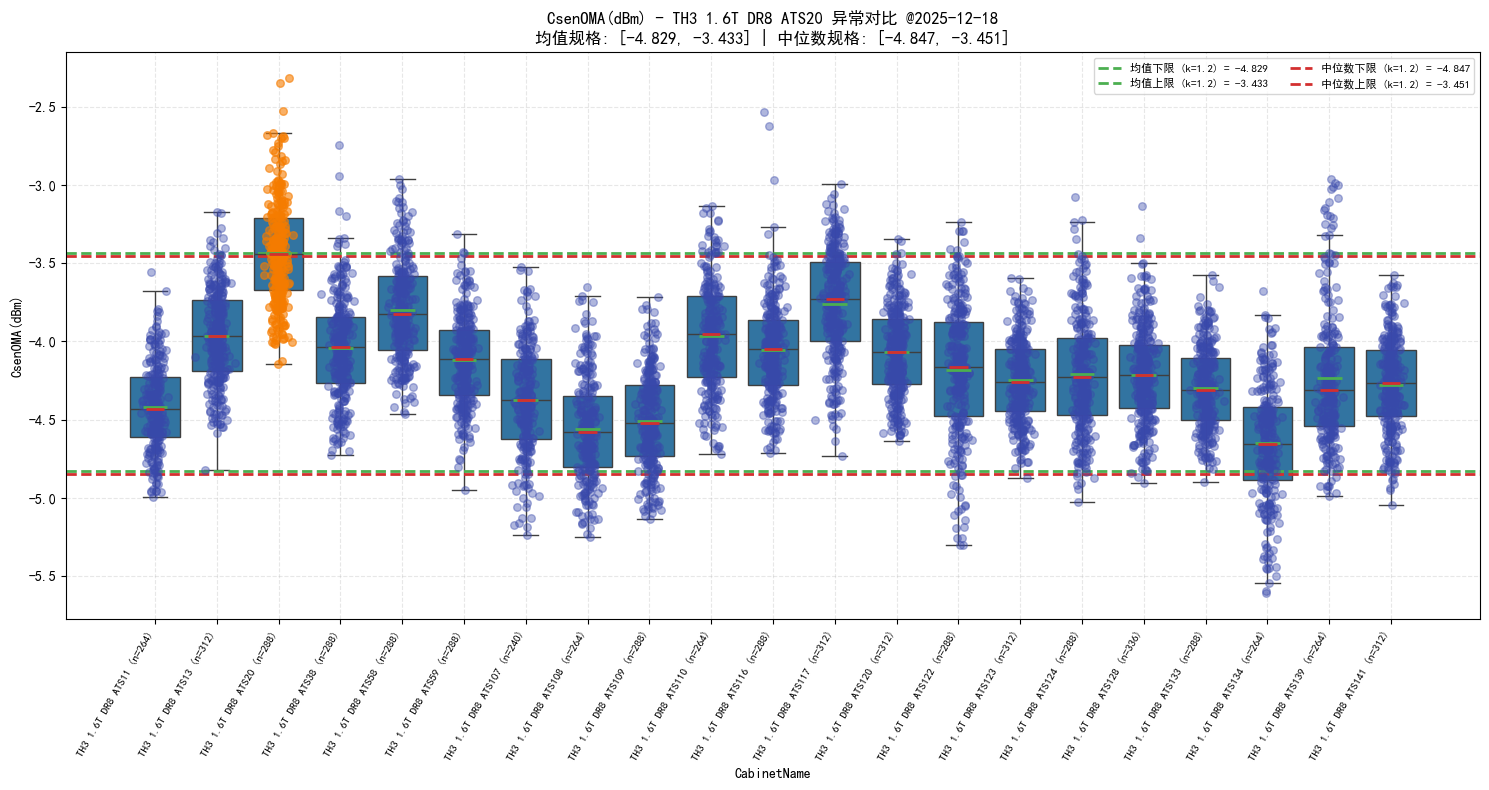 CsenOMA(dBm) - TH3 1.6T DR8 ATS20 异常对比 @2025-12-18
均值规格: [-4.829, -3.433] | 中位数规格: [-4.847, -3.451]
均值下限 (k=1.2) = -4.829
均值上限 (k=1.2) = -3.433
中位数下限 (k=1.2) = -4.847
中位数上限 (k=1.2) = -3.451
CsenOMA(dBm)
-2.5
-3.0
-3.5
-4.0
-4.5
-5.0
-5.5
TH3 1.6T DR8 ATS11 (n=264)
TH3 1.6T DR8 ATS13 (n=312)
TH3 1.6T DR8 ATS20 (n=288)
TH3 1.6T DR8 ATS38 (n=288)
TH3 1.6T DR8 ATS58 (n=288)
TH3 1.6T DR8 ATS59 (n=288)
TH3 1.6T DR8 ATS107 (n=240)
TH3 1.6T DR8 ATS108 (n=264)
TH3 1.6T DR8 ATS109 (n=288)
TH3 1.6T DR8 ATS110 (n=264)
TH3 1.6T DR8 ATS116 (n=288)
TH3 1.6T DR8 ATS117 (n=312)
TH3 1.6T DR8 ATS120 (n=312)
TH3 1.6T DR8 ATS122 (n=288)
TH3 1.6T DR8 ATS123 (n=312)
TH3 1.6T DR8 ATS124 (n=288)
TH3 1.6T DR8 ATS128 (n=336)
TH3 1.6T DR8 ATS133 (n=288)
TH3 1.6T DR8 ATS134 (n=264)
TH3 1.6T DR8 ATS139 (n=264)
TH3 1.6T DR8 ATS141 (n=312)
CabinetName